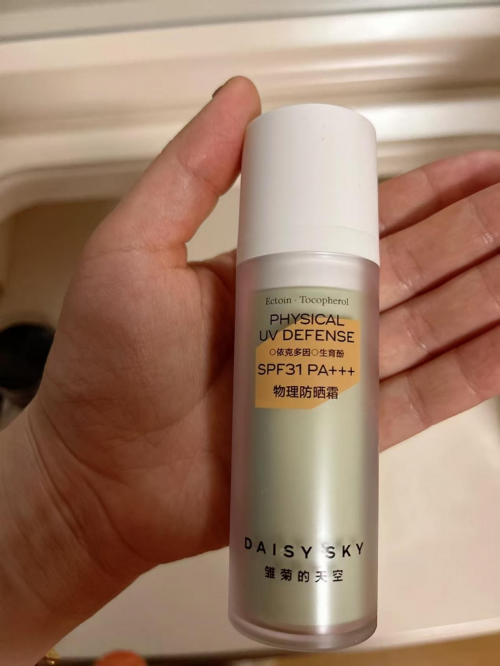 Ectoin · Tocopherol
PHYSICAL
UV DEFENSE
○依克多因○生育酚
SPF31 PA+++
物理防晒霜
DAISY SKY
雏菊的天空